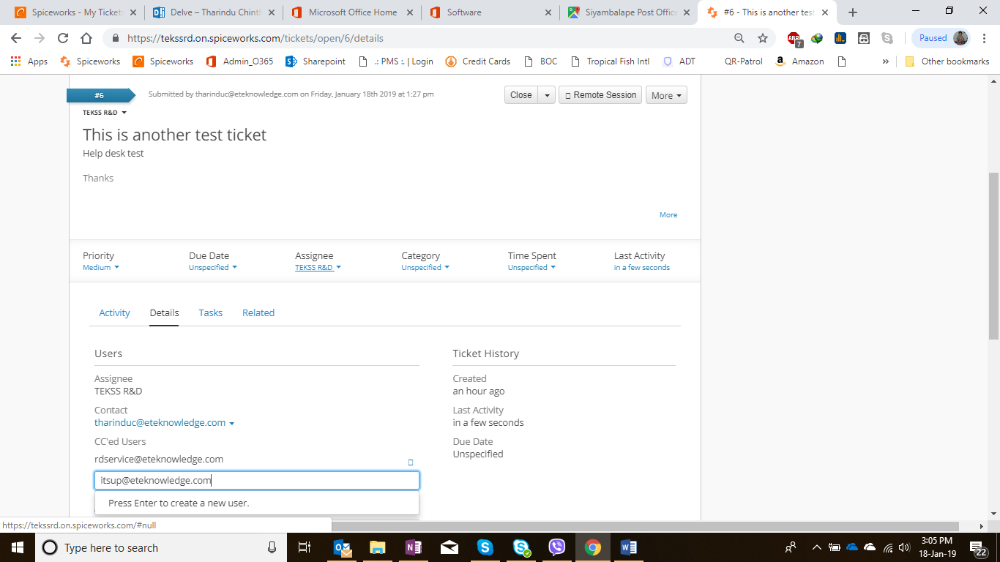 Spiceworks - My Tickets
Delve – Tharindu Chinth
Microsoft Office Home
Software
Siyambalape Post Office
#6 - This is another test
https://tekssrd.on.spiceworks.com/tickets/open/6/details
ABP
7
Paused
Apps
Spiceworks
Spiceworks
Admin_O365
Sharepoint
.: PMS :. | Login
Credit Cards
BOC
Tropical Fish Intl
ADT
QR-Patrol
Amazon
»
Other bookmarks
#6
Submitted by tharinduc@eteknowledge.com on Friday, January 18th 2019 at 1:27 pm
Close
Remote Session
More
TEKSS R&D
This is another test ticket
Help desk test
Thanks
More
Priority
Medium
Due Date
Unspecified
Assignee
TEKSS R&D
Category
Unspecified
Time Spent
Unspecified
Last Activity
in a few seconds
Activity
Details
Tasks
Related
Users
Assignee
TEKSS R&D
Contact
tharinduc@eteknowledge.com
CC'ed Users
rdservice@eteknowledge.com
itsup@eteknowledge.com
Press Enter to create a new user.
Ticket History
Created
an hour ago
Last Activity
in a few seconds
Due Date
Unspecified
https://tekssrd.on.spiceworks.com/#null
Type here to search
3:05 PM
18-Jan-19
22